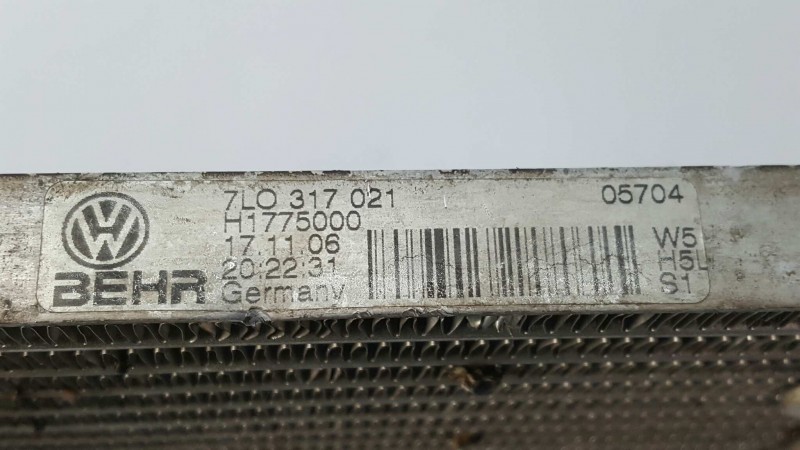 7LO 317 021 05704
H1775000
17.11.06 W5
20:22:31 H5L
BEHR Germany S1